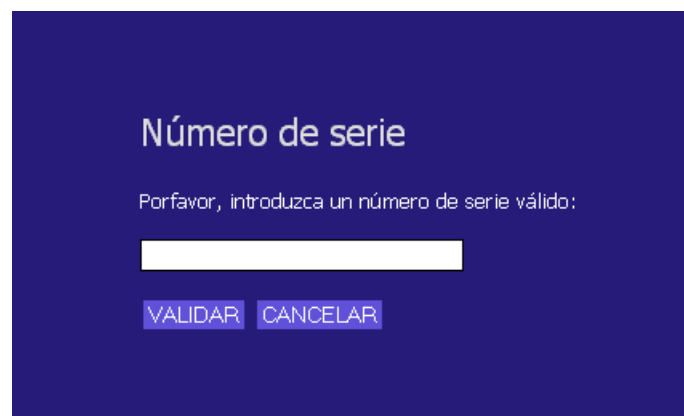 Número de serie
Porfavor, introduzca un número de serie válido:
VALIDAR CANCELAR